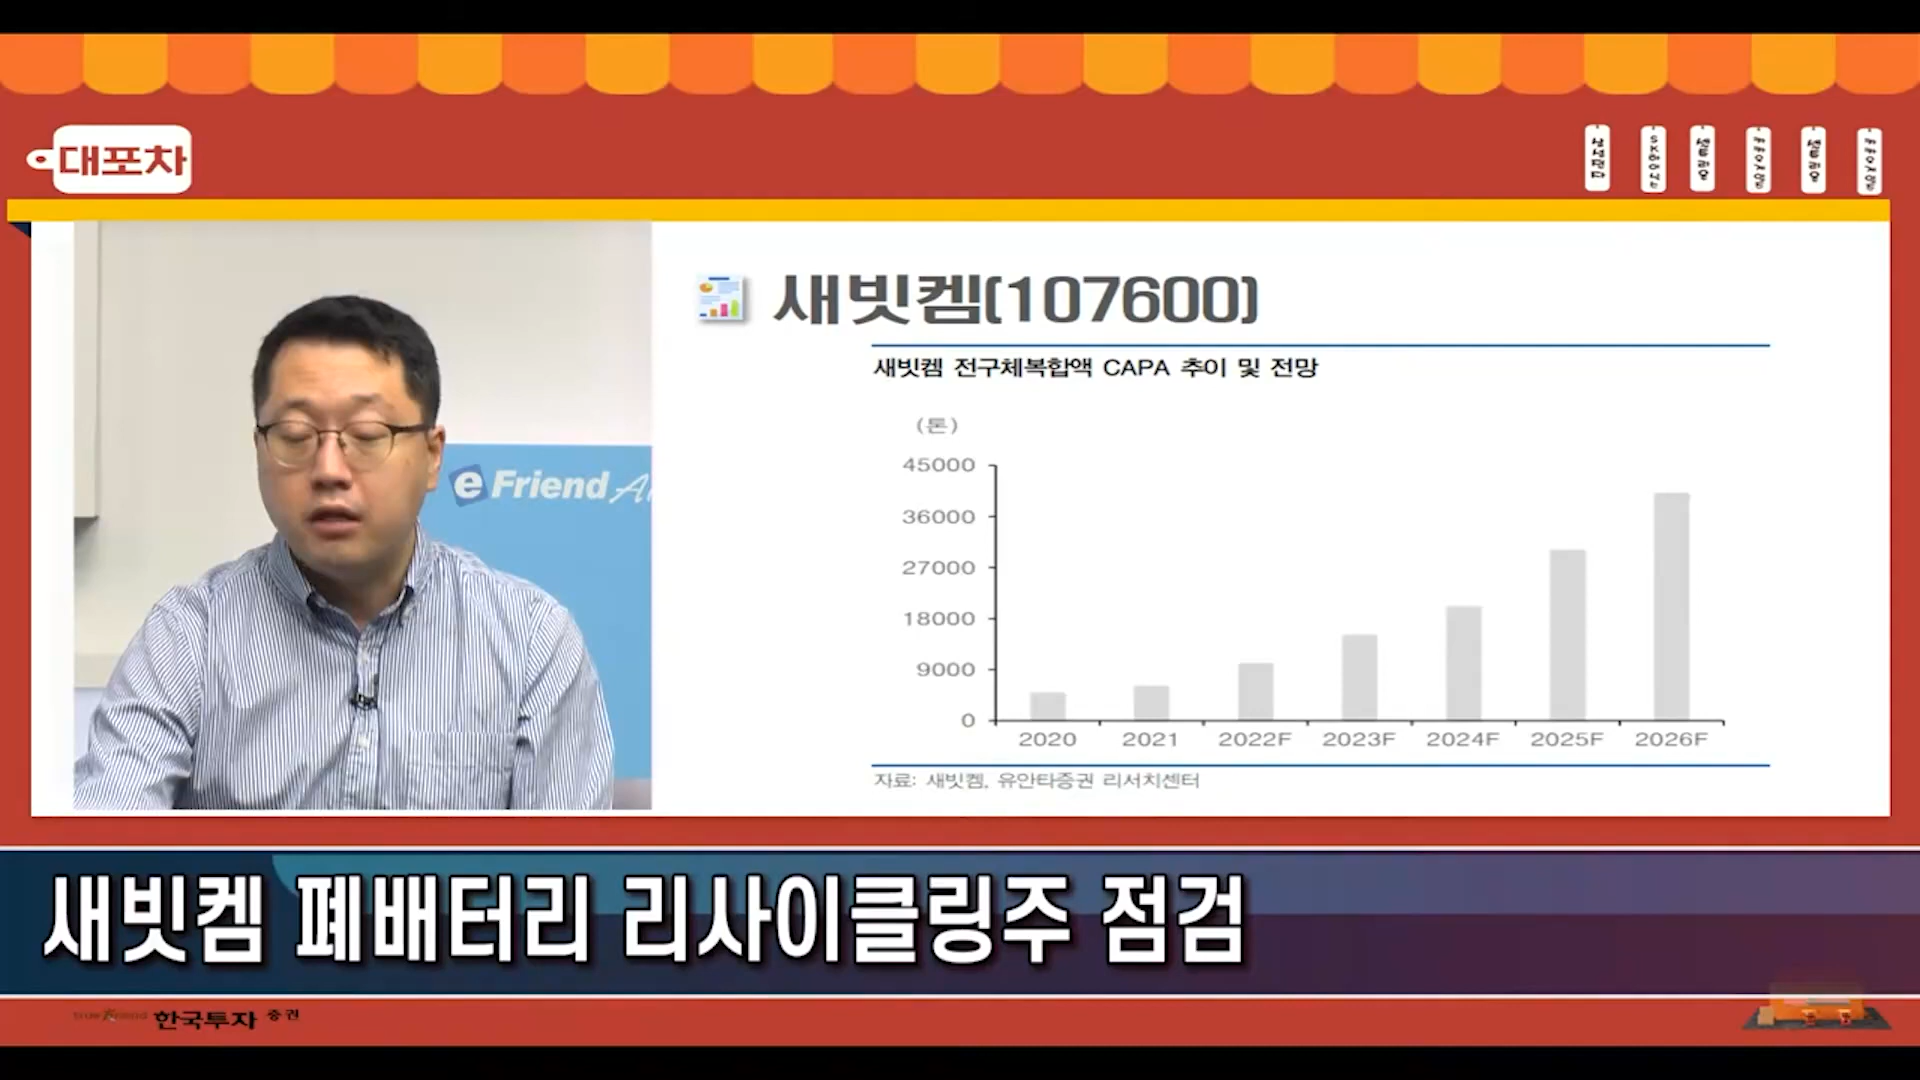 대포차
새빗켐(107600)
새빗켐 전구체복합액 CAPA 추이 및 전망
(톤)
45000
36000
27000
18000
9000
0
2020 2021 2022F 2023F 2024F 2025F 2026F
자료: 새빗켐, 유안타증권 리서치센터
e Friend
새빗켐 폐배터리 리사이클링주 점검
한국투자증권